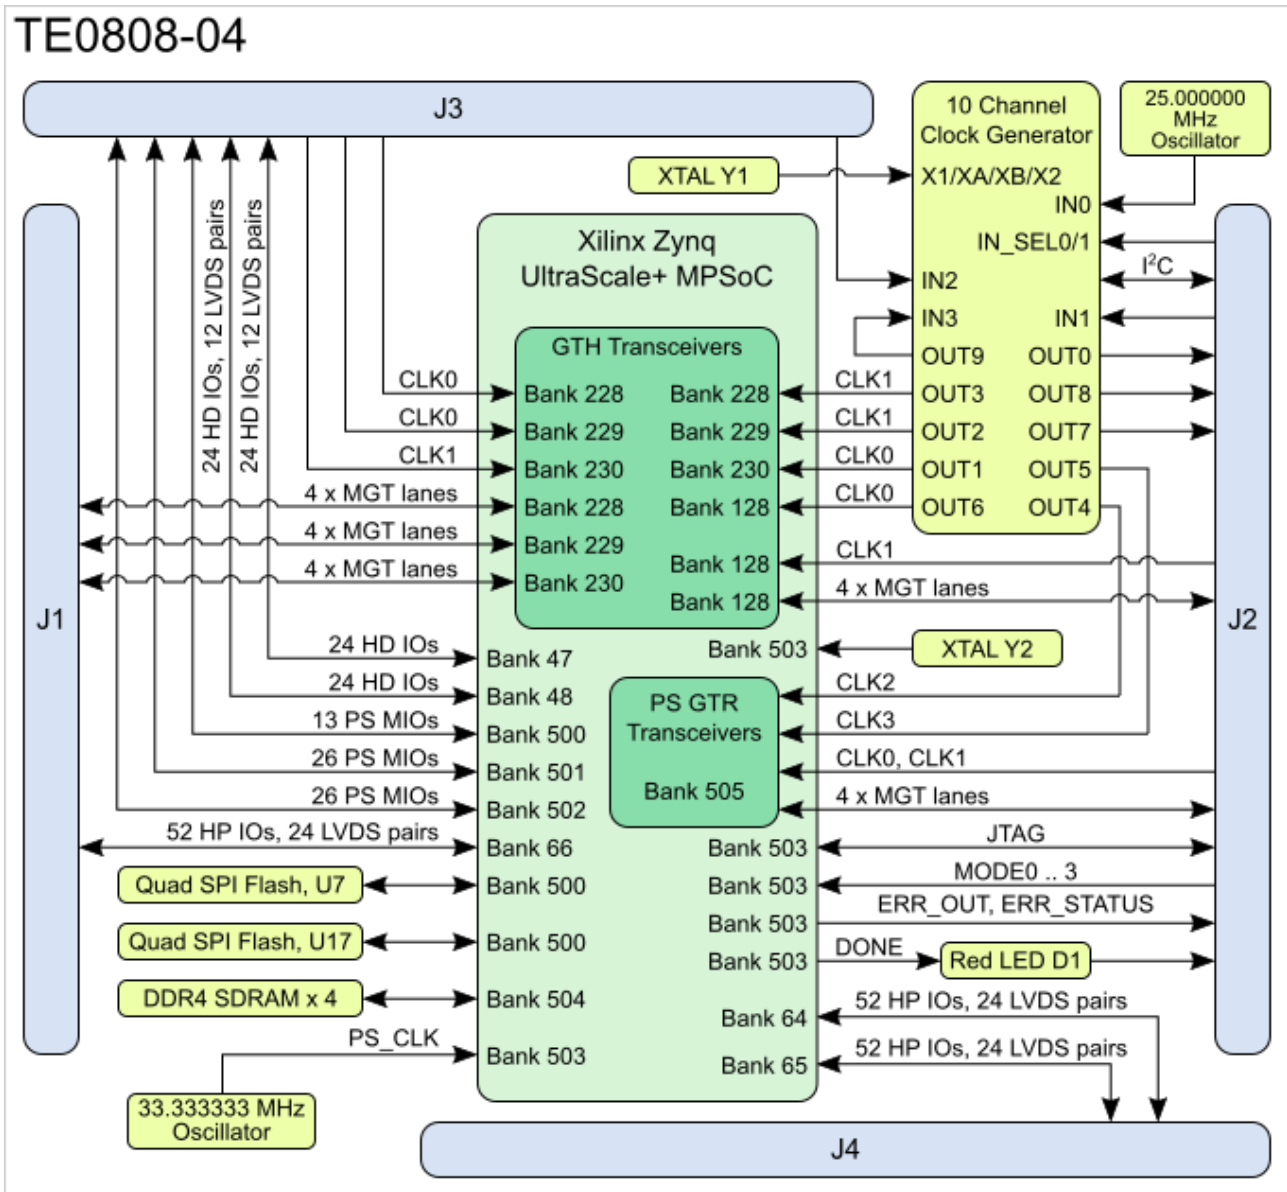 TE0808-04
J3
10 Channel
Clock Generator
25.000000
MHz
Oscillator
XTAL Y1
X1/XA/XB/X2
IN0
IN_SEL0/1
I²C
IN2
IN3
IN1
OUT9
OUT0
OUT3
OUT8
OUT2
OUT7
OUT1
OUT5
OUT6
OUT4
24 HD IOs, 12 LVDS pairs
24 HD IOs, 12 LVDS pairs
Xilinx Zynq
UltraScale+ MPSoC
GTH Transceivers
CLK0
Bank 228
Bank 228
CLK1
CLK0
Bank 229
Bank 229
CLK1
CLK1
Bank 230
Bank 230
CLK0
4 x MGT lanes
Bank 228
Bank 128
CLK0
4 x MGT lanes
Bank 229
Bank 128
CLK1
4 x MGT lanes
Bank 230
Bank 128
4 x MGT lanes
J1
J2
24 HD IOs
Bank 47
Bank 503
XTAL Y2
24 HD IOs
Bank 48
PS GTR
Transceivers
Bank 505
CLK2
13 PS MIOs
Bank 500
CLK3
26 PS MIOs
Bank 501
CLK0, CLK1
26 PS MIOs
Bank 502
4 x MGT lanes
52 HP IOs, 24 LVDS pairs
Bank 66
Bank 503
JTAG
Quad SPI Flash, U7
Bank 500
Bank 503
MODE0 .. 3
Bank 503
ERR_OUT, ERR_STATUS
Quad SPI Flash, U17
Bank 500
Bank 503
DONE
Red LED D1
DDR4 SDRAM x 4
Bank 504
Bank 64
52 HP IOs, 24 LVDS pairs
PS_CLK
Bank 503
Bank 65
52 HP IOs, 24 LVDS pairs
33.333333 MHz
Oscillator
J4